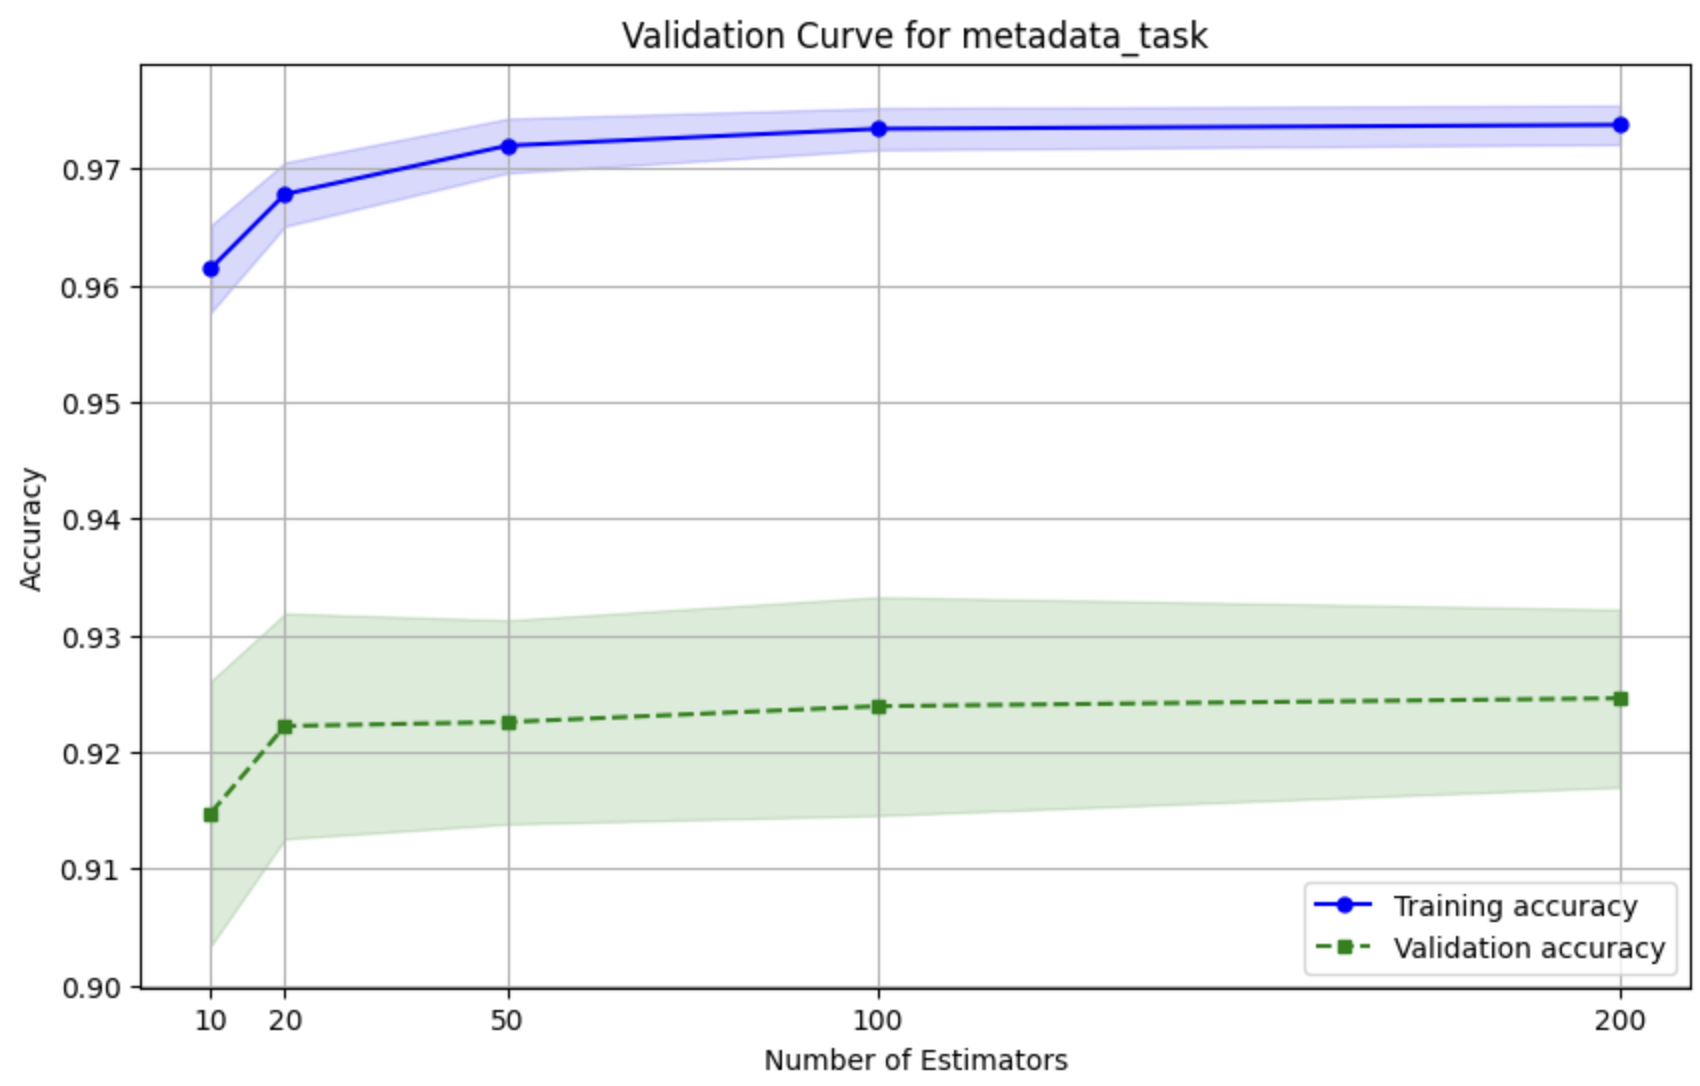 Validation Curve for metadata_task
0.97
0.96
0.95
0.94
0.93
0.92
0.91
0.90
Accuracy
Training accuracy
Validation accuracy
10 20 50 100 200
Number of Estimators